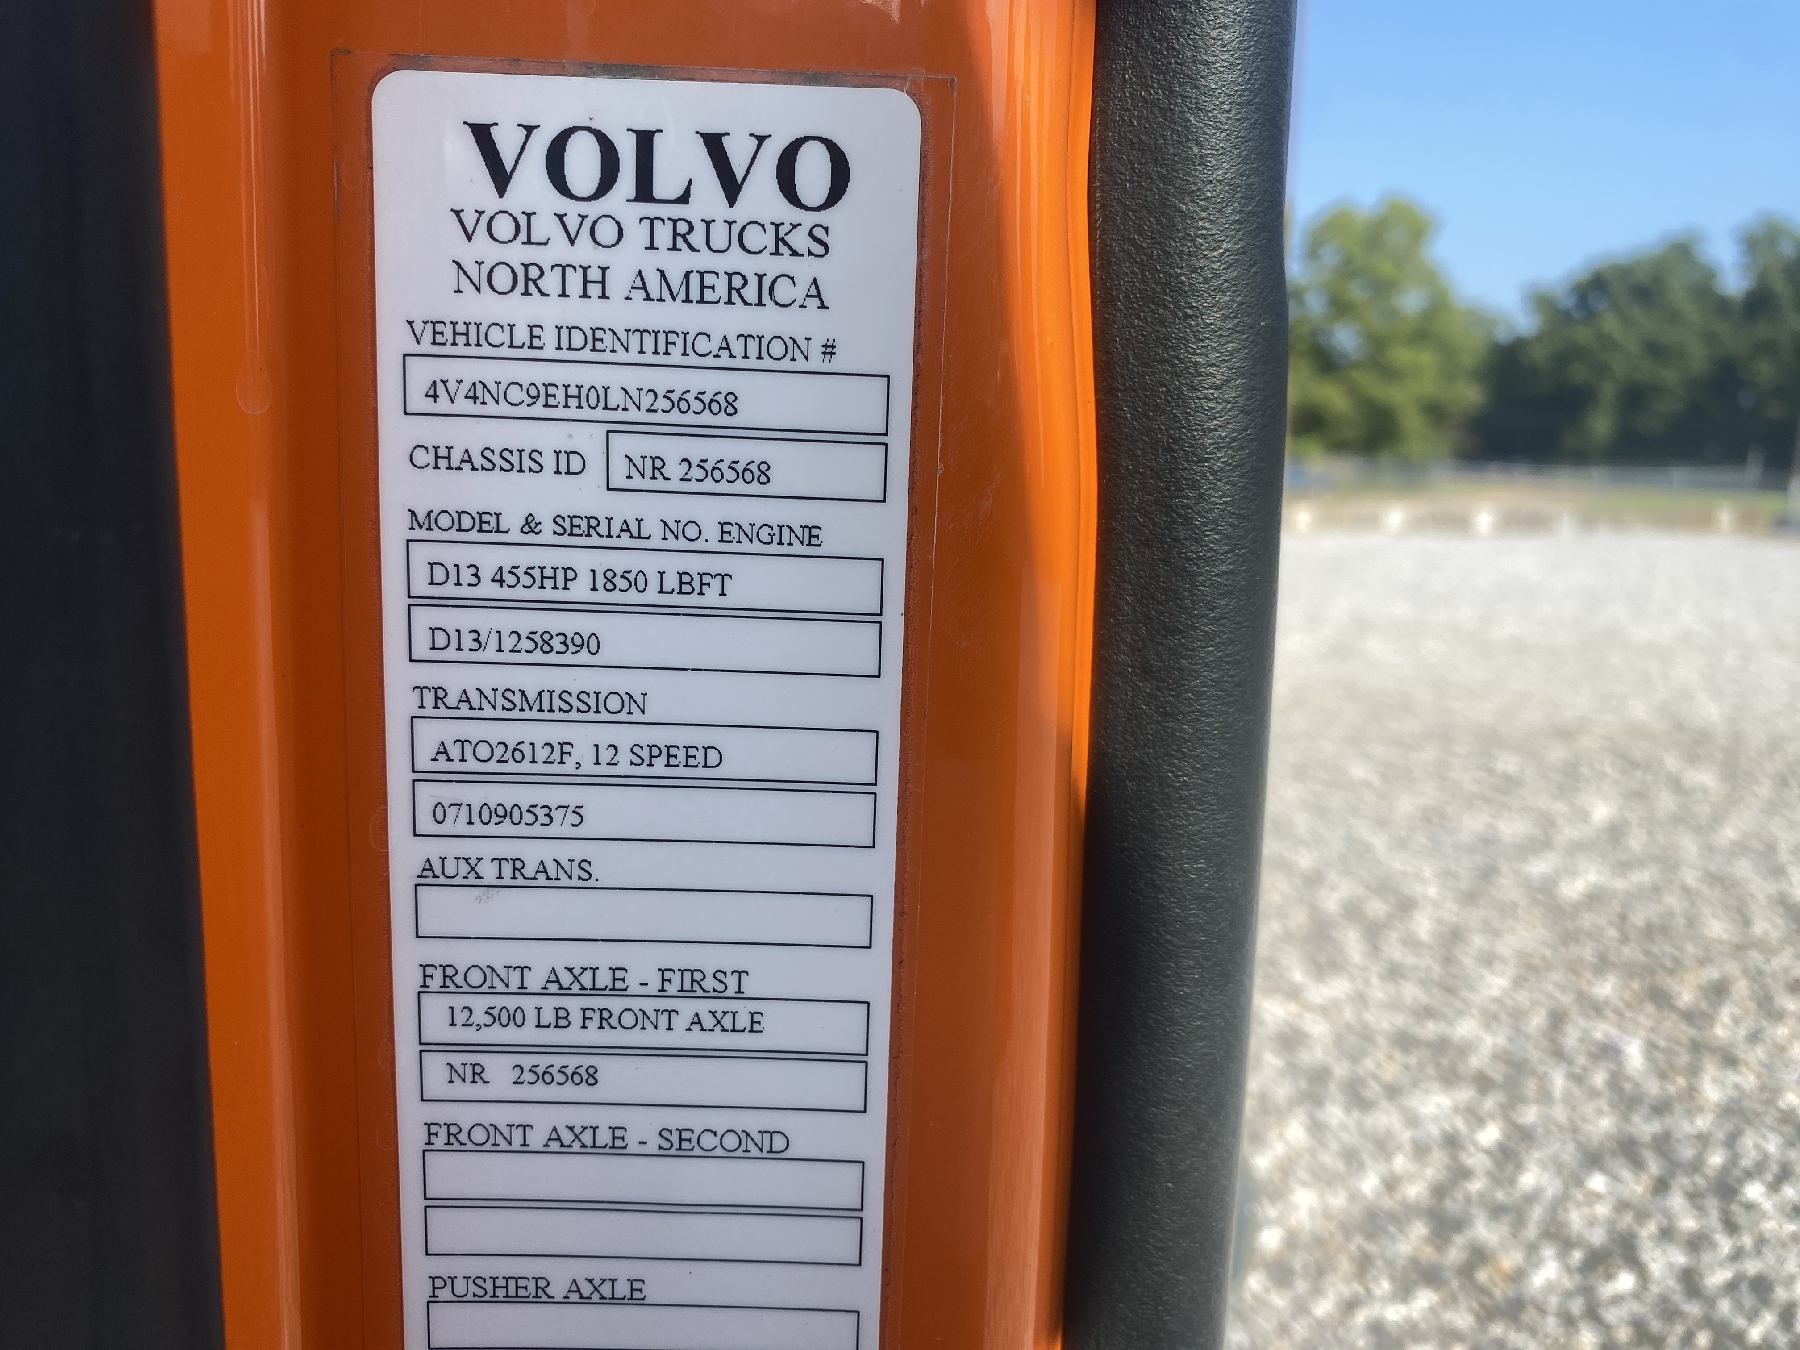 VOLVO
VOLVO TRUCKS
NORTH AMERICA
VEHICLE IDENTIFICATION #
4V4NC9EH0LN256568
CHASSIS ID NR 256568
MODEL & SERIAL NO. ENGINE
D13 455HP 1850 LBFT
D13/1258390
TRANSMISSION
ATO2612F, 12 SPEED
0710905375
AUX TRANS.
FRONT AXLE - FIRST
12,500 LB FRONT AXLE
NR 256568
FRONT AXLE - SECOND
PUSHER AXLE